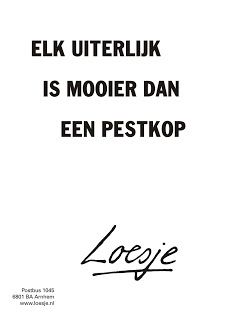 ELK UITERLIJK
IS MOOIER DAN
EEN PESTKOP
Loesje
Postbus 1045
6801 BA Arnhem
www.loesje.nl